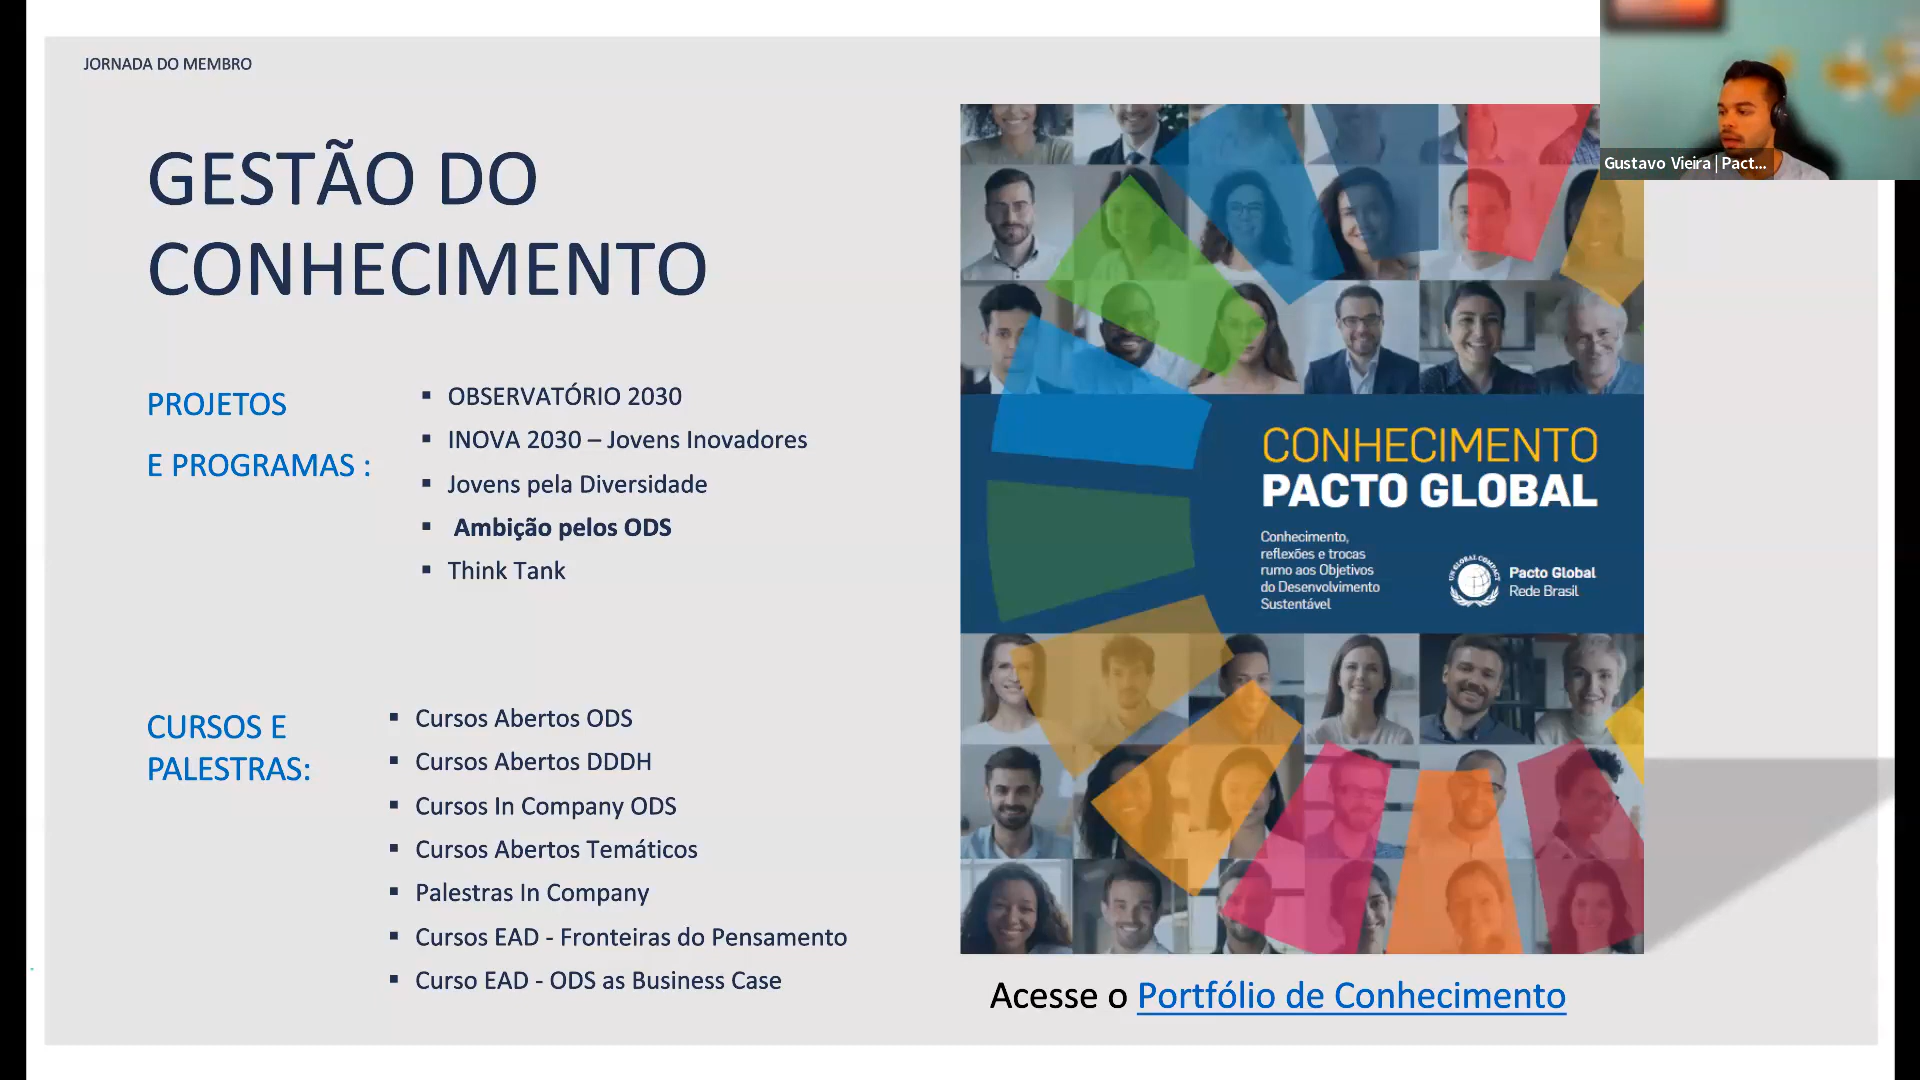 JORNADA DO MEMBRO
GESTÃO DO
CONHECIMENTO
PROJETOS
E PROGRAMAS :
▪ OBSERVATÓRIO 2030
▪ INOVA 2030 – Jovens Inovadores
▪ Jovens pela Diversidade
▪ Ambição pelos ODS
▪ Think Tank
CURSOS E
PALESTRAS:
▪ Cursos Abertos ODS
▪ Cursos Abertos DDDH
▪ Cursos In Company ODS
▪ Cursos Abertos Temáticos
▪ Palestras In Company
▪ Cursos EAD - Fronteiras do Pensamento
▪ Curso EAD - ODS as Business Case
CONHECIMENTO
PACTO GLOBAL
Conhecimento,
reflexões e trocas
rumo aos Objetivos
do Desenvolvimento
Sustentável
UN GLOBAL COMPACT
Pacto Global
Rede Brasil
Acesse o Portfólio de Conhecimento
Gustavo Vieira | Pact...